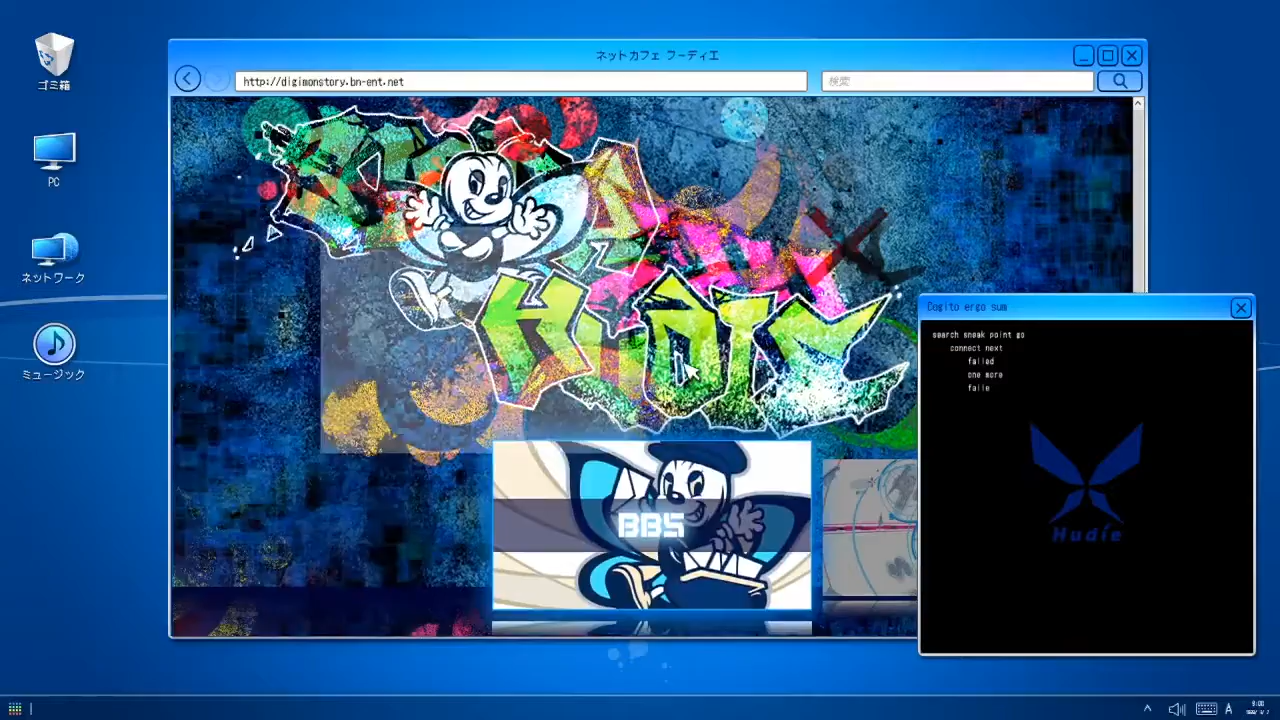 ゴミ箱
PC
ネットワーク
ミュージック
ネットカフェ フーディエ
http://digimonstory.bn-ent.net
検索
HUDIE
BBS
Cogito ergo sum
search sneak point go
connect next
failed
one more
faile
Hudie
A
9:00